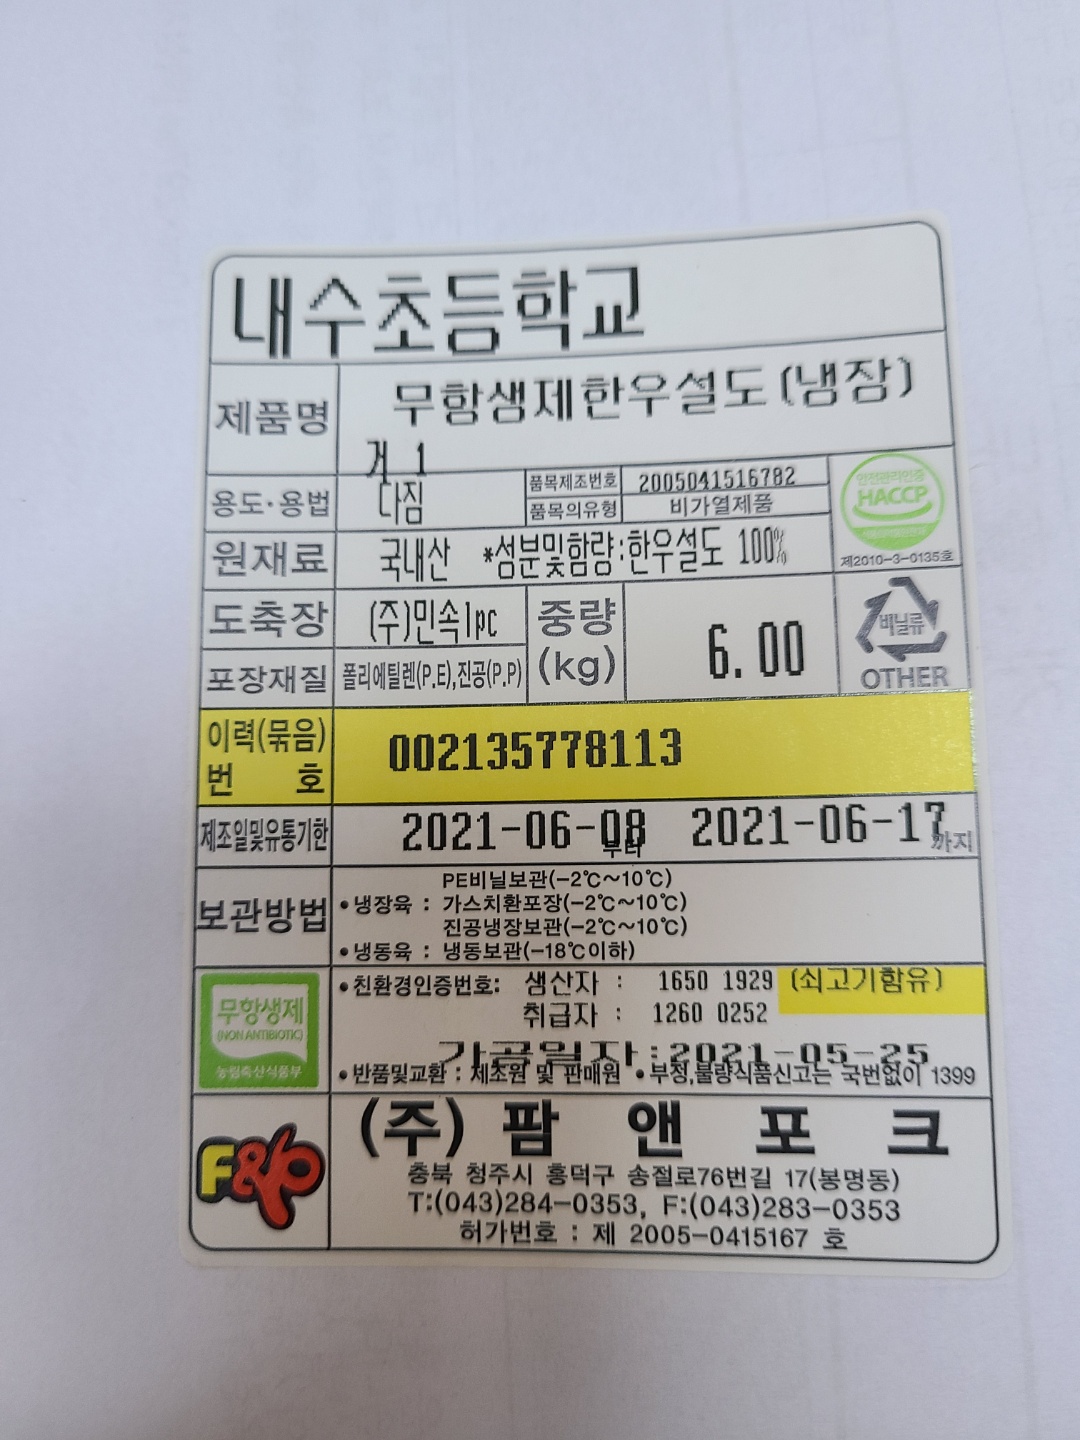 내수초등학교
제품명 무항생제한우설도(냉장)
거 1
용도·용법 다짐 품목제조번호 2005041516782
품목의유형 비가열제품
안전관리인증
HACCP
제2010-3-0135호
원재료 국내산 *성분및함량:한우설도 100%
도축장 (주)민속lpc 중량 (kg) 6.00
비닐류
OTHER
포장재질 폴리에틸렌(P.E),진공(P.P)
이력(묶음)번호 002135778113
제조일및유통기한 2021-06-08 부터 2021-06-17 까지
보관방법
PE비닐보관(-2℃~10℃)
•냉장육 : 가스치환포장(-2℃~10℃)
진공냉장보관(-2℃~10℃)
•냉동육 : 냉동보관(-18℃이하)
무항생제
(NON ANTIBIOTIC)
농림축산식품부
•친환경인증번호: 생산자 : 1650 1929 (쇠고기함유)
취급자 : 1260 0252
가공일자:2021-05-25
•반품및교환 : 제조원 및 판매원 •부정,불량식품신고는 국번없이 1399
F&P
(주) 팜앤포크
충북 청주시 흥덕구 송절로76번길 17(봉명동)
T:(043)284-0353, F:(043)283-0353
허가번호 : 제 2005-0415167 호